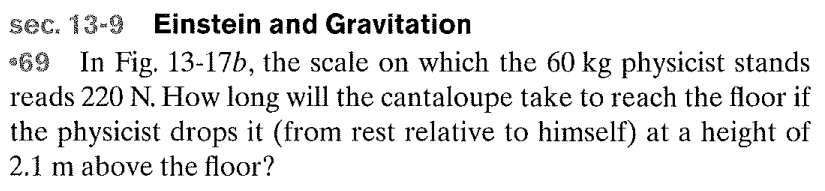 sec. 13-9 Einstein and Gravitation
•69 In Fig. 13-17b, the scale on which the 60 kg physicist stands
reads 220 N. How long will the cantaloupe take to reach the floor if
the physicist drops it (from rest relative to himself) at a height of
2.1 m above the floor?